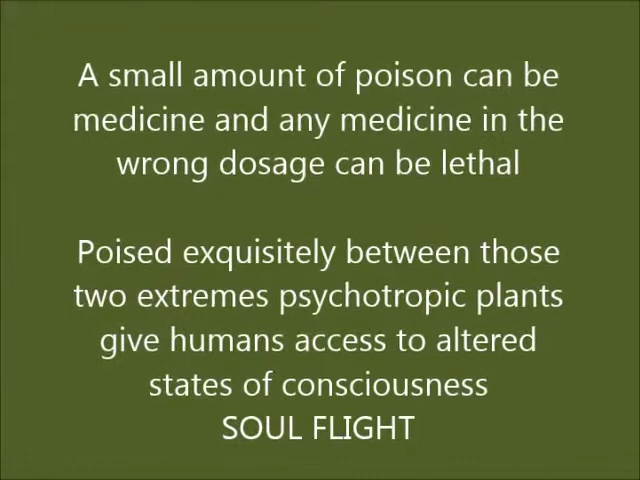 A small amount of poison can be
medicine and any medicine in the
wrong dosage can be lethal
Poised exquisitely between those
two extremes psychotropic plants
give humans access to altered
states of consciousness
SOUL FLIGHT